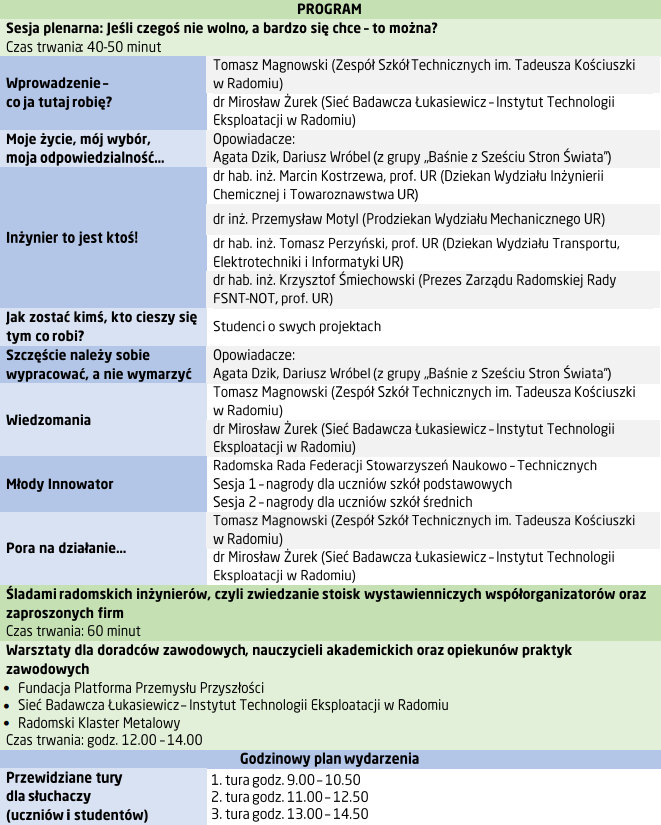 PROGRAM
Sesja plenarna: Jeśli czegoś nie wolno, a bardzo się chce – to można?
Czas trwania: 40-50 minut
Wprowadzenie –
co ja tutaj robię?
Tomasz Magnowski (Zespół Szkół Technicznych im. Tadeusza Kościuszki
w Radomiu)
dr Mirosław Żurek (Sieć Badawcza Łukasiewicz – Instytut Technologii
Eksploatacji w Radomiu)
Moje życie, mój wybór,
moja odpowiedzialność...
Opowiadacze:
Agata Dzik, Dariusz Wróbel (z grupy „Baśnie z Sześciu Stron Świata")
Inżynier to jest ktoś!
dr hab. inż. Marcin Kostrzewa, prof. UR (Dziekan Wydziału Inżynierii
Chemicznej i Towaroznawstwa UR)
dr inż. Przemysław Motyl (Prodziekan Wydziału Mechanicznego UR)
dr hab. inż. Tomasz Perzyński, prof. UR (Dziekan Wydziału Transportu,
Elektrotechniki i Informatyki UR)
dr hab. inż. Krzysztof Śmiechowski (Prezes Zarządu Radomskiej Rady
FSNT-NOT, prof. UR)
Jak zostać kimś, kto cieszy się
tym co robi?
Studenci o swych projektach
Szczęście należy sobie
wypracować, a nie wymarzyć
Opowiadacze:
Agata Dzik, Dariusz Wróbel (z grupy „Baśnie z Sześciu Stron Świata")
Wiedzomania
Tomasz Magnowski (Zespół Szkół Technicznych im. Tadeusza Kościuszki
w Radomiu)
dr Mirosław Żurek (Sieć Badawcza Łukasiewicz – Instytut Technologii
Eksploatacji w Radomiu)
Młody Innowator
Radomska Rada Federacji Stowarzyszeń Naukowo – Technicznych
Sesja 1 – nagrody dla uczniów szkół podstawowych
Sesja 2 – nagrody dla uczniów szkół średnich
Pora na działanie...
Tomasz Magnowski (Zespół Szkół Technicznych im. Tadeusza Kościuszki
w Radomiu)
dr Mirosław Żurek (Sieć Badawcza Łukasiewicz – Instytut Technologii
Eksploatacji w Radomiu)
Śladami radomskich inżynierów, czyli zwiedzanie stoisk wystawienniczych współorganizatorów oraz
zaproszonych firm
Czas trwania: 60 minut
Warsztaty dla doradców zawodowych, nauczycieli akademickich oraz opiekunów praktyk
zawodowych
• Fundacja Platforma Przemysłu Przyszłości
• Sieć Badawcza Łukasiewicz – Instytut Technologii Eksploatacji w Radomiu
• Radomski Klaster Metalowy
Czas trwania: godz. 12.00 – 14.00
Godzinowy plan wydarzenia
Przewidziane tury
dla słuchaczy
(uczniów i studentów)
1. tura godz. 9.00 – 10.50
2. tura godz. 11.00 – 12.50
3. tura godz. 13.00 – 14.50